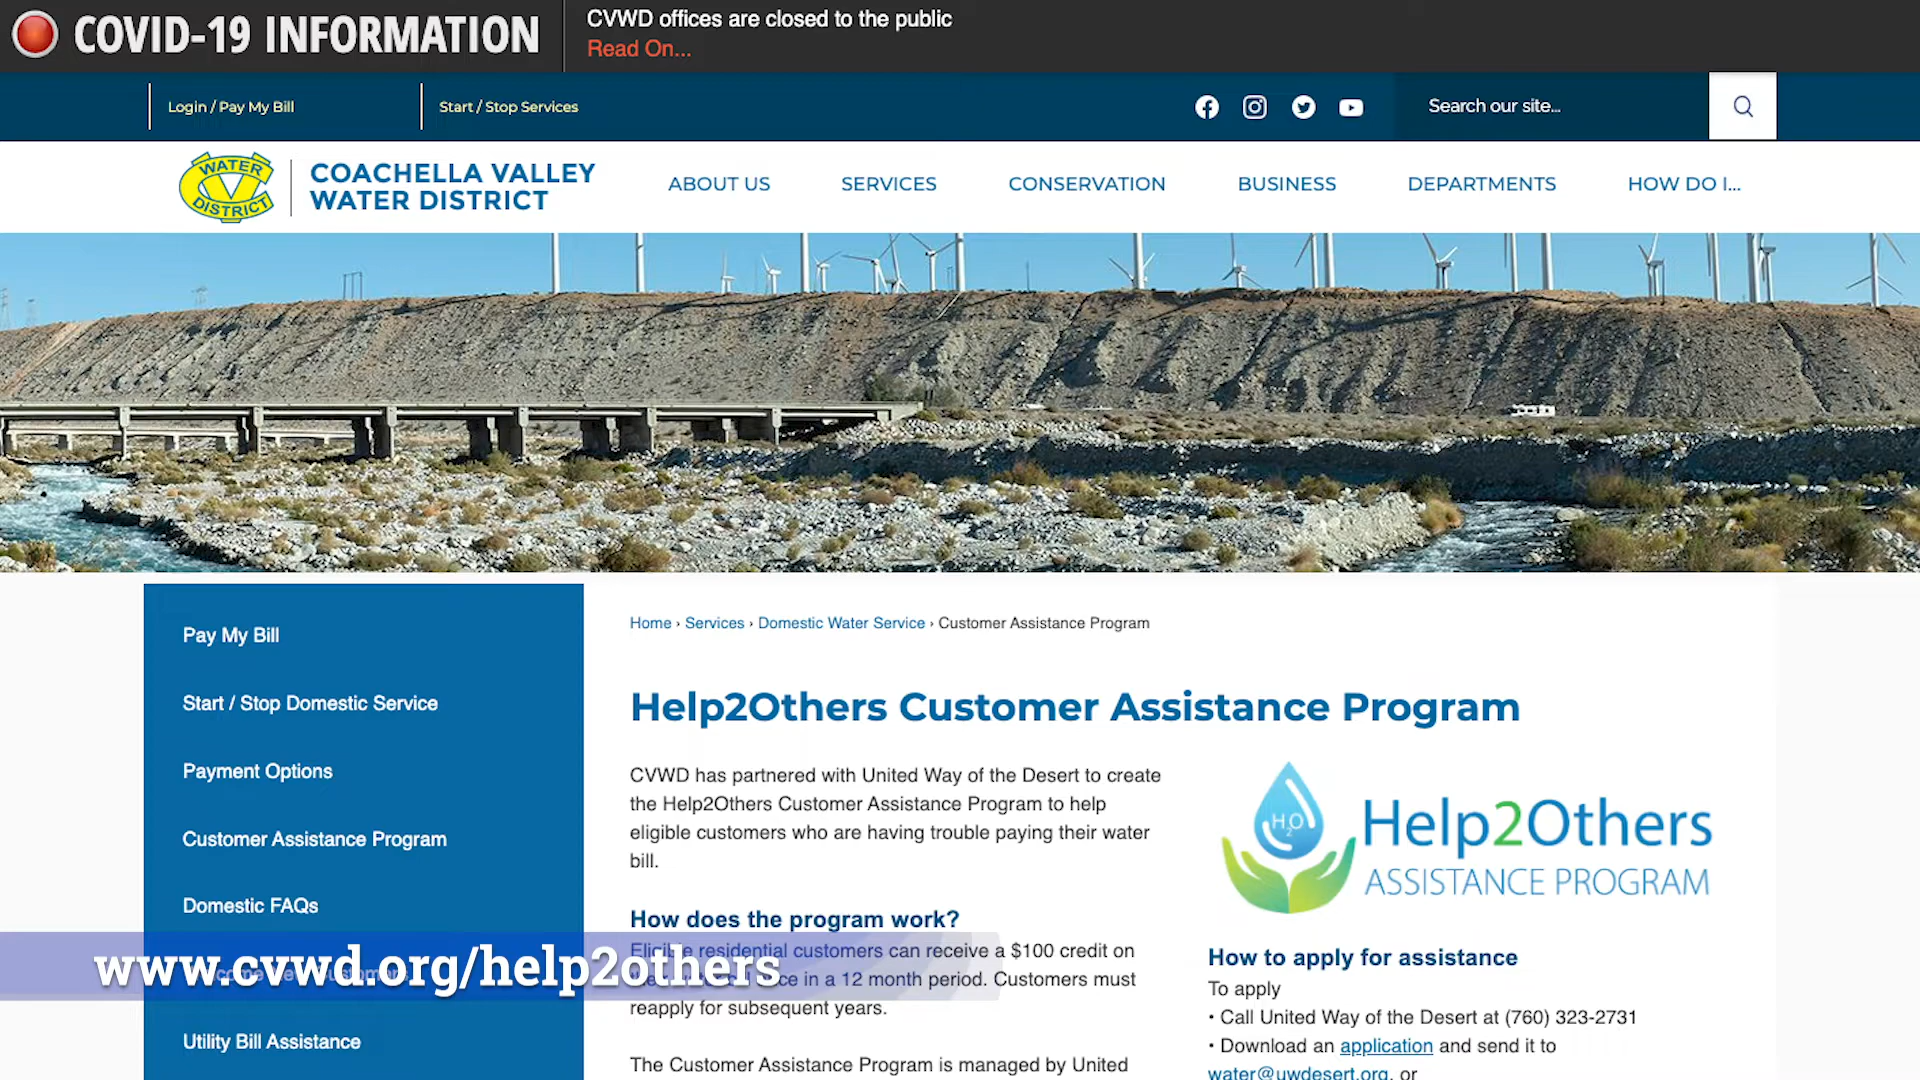 COVID-19 INFORMATION
CVWD offices are closed to the public
Read On...
Login / Pay My Bill
Start / Stop Services
Search our site...
WATER
DISTRICT
COACHELLA VALLEY
WATER DISTRICT
ABOUT US
SERVICES
CONSERVATION
BUSINESS
DEPARTMENTS
HOW DO I...
Pay My Bill
Start / Stop Domestic Service
Payment Options
Customer Assistance Program
Domestic FAQs
Utility Bill Assistance
Home › Services › Domestic Water Service › Customer Assistance Program
Help2Others Customer Assistance Program
CVWD has partnered with United Way of the Desert to create
the Help2Others Customer Assistance Program to help
eligible customers who are having trouble paying their water
bill.
How does the program work?
Eligible residential customers can receive a $100 credit on
in a 12 month period. Customers must
reapply for subsequent years.
The Customer Assistance Program is managed by United
H2O
Help2Others
ASSISTANCE PROGRAM
How to apply for assistance
To apply
• Call United Way of the Desert at (760) 323-2731
• Download an application and send it to
water@uwdesert.org, or
www.cvwd.org/help2others